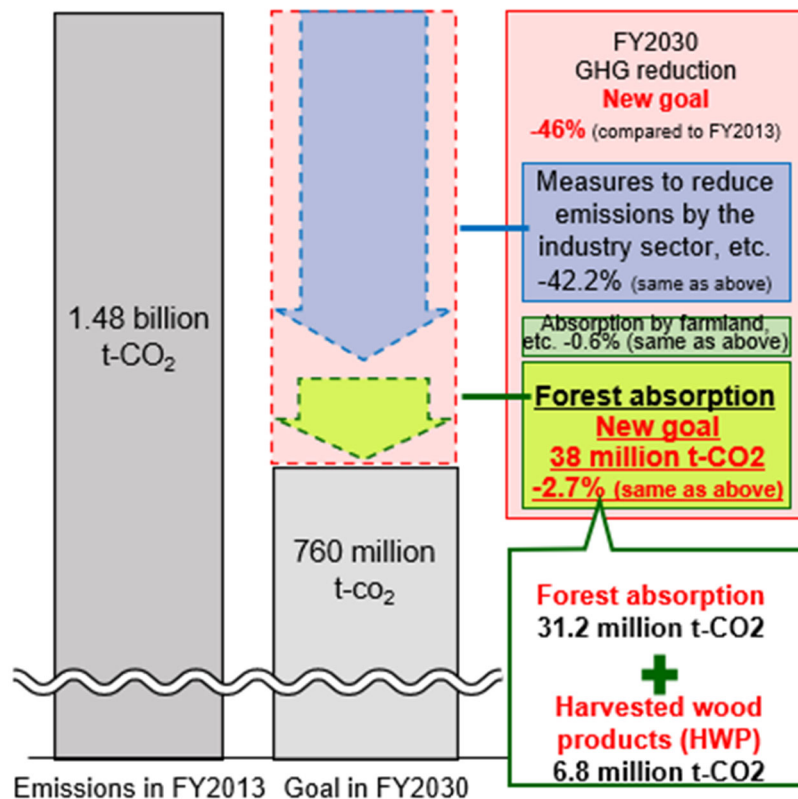 1.48 billion
t-CO₂
760 million
t-co₂
Emissions in FY2013
Goal in FY2030
FY2030
GHG reduction
New goal
-46% (compared to FY2013)
Measures to reduce
emissions by the
industry sector, etc.
-42.2% (same as above)
Absorption by farmland,
etc. -0.6% (same as above)
Forest absorption
New goal
38 million t-CO2
-2.7% (same as above)
Forest absorption
31.2 million t-CO2
+
Harvested wood
products (HWP)
6.8 million t-CO2